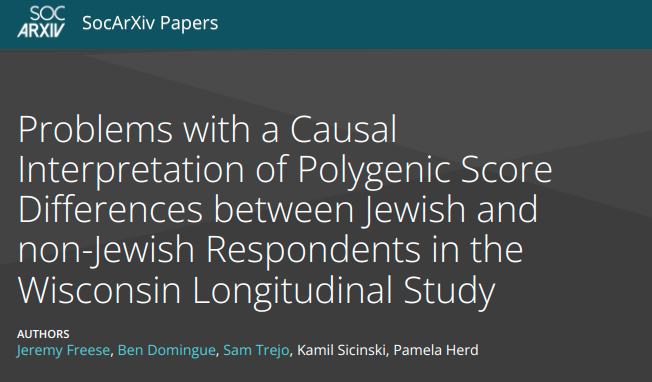 SOC
ARXIV
SocArXiv Papers
Problems with a Causal
Interpretation of Polygenic Score
Differences between Jewish and
non-Jewish Respondents in the
Wisconsin Longitudinal Study
AUTHORS
Jeremy Freese, Ben Domingue, Sam Trejo, Kamil Sicinski, Pamela Herd